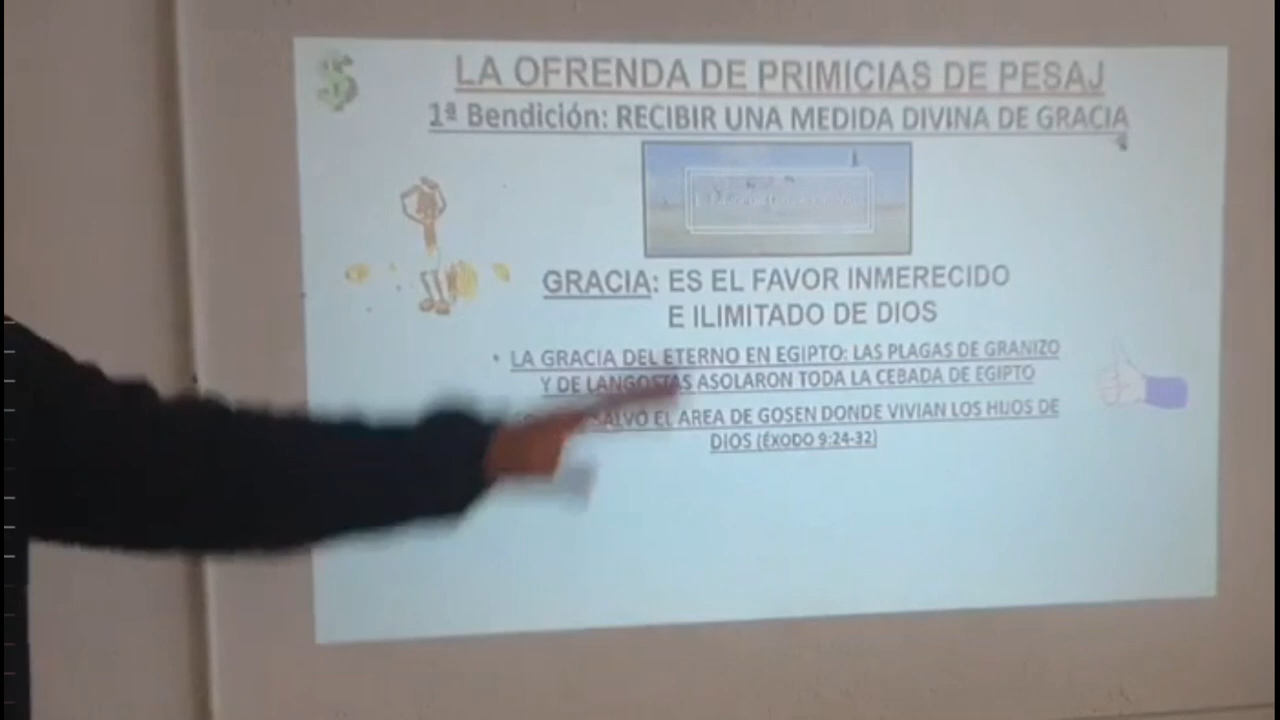 LA OFRENDA DE PRIMICIAS DE PESAJ
1ª Bendición: RECIBIR UNA MEDIDA DIVINA DE GRACIA
GRACIA: ES EL FAVOR INMERECIDO
E ILIMITADO DE DIOS
• LA GRACIA DEL ETERNO EN EGIPTO: LAS PLAGAS DE GRANIZO
Y DE LANGOSTAS ASOLARON TODA LA CEBADA DE EGIPTO
SALVÓ EL AREA DE GOSEN DONDE VIVIAN LOS HIJOS DE
DIOS (ÉXODO 9:24-32)